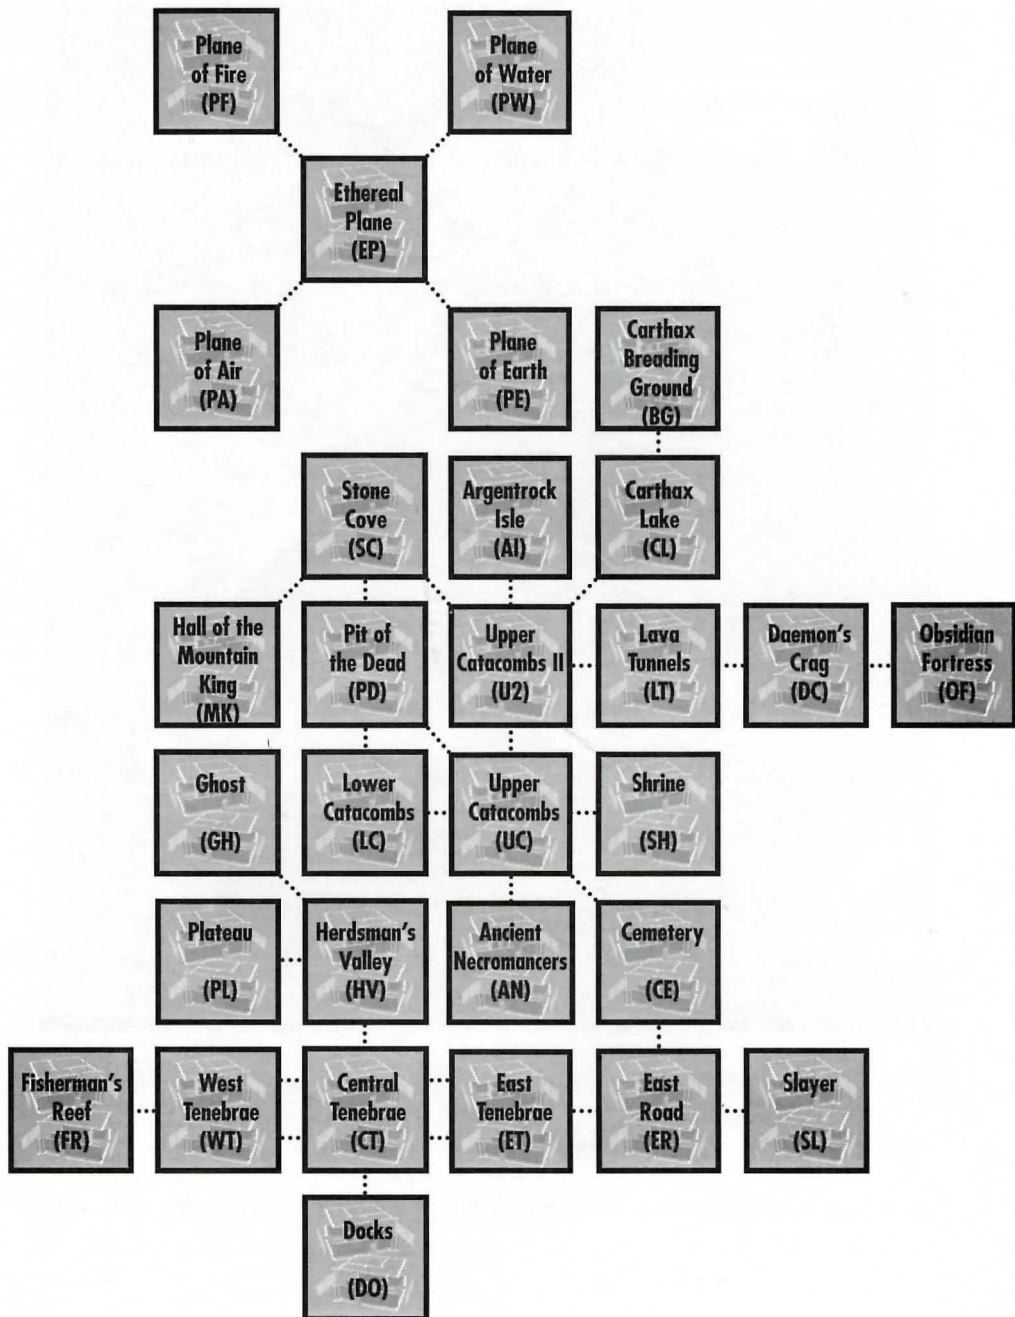 Plane
of Fire
(PF)
Plane
of Water
(PW)
Ethereal
Plane
(EP)
Plane
of Air
(PA)
Plane
of Earth
(PE)
Carthax
Breading
Ground
(BG)
Stone
Cove
(SC)
Argentrock
Isle
(AI)
Carthax
Lake
(CL)
Hall of the
Mountain
King
(MK)
Pit of
the Dead
(PD)
Upper
Catacombs II
(U2)
Lava
Tunnels
(LT)
Daemon's
Crag
(DC)
Obsidian
Fortress
(OF)
Ghost
(GH)
Lower
Catacombs
(LC)
Upper
Catacombs
(UC)
Shrine
(SH)
Plateau
(PL)
Herdsman's
Valley
(HV)
Ancient
Necromancers
(AN)
Cemetery
(CE)
Fisherman's
Reef
(FR)
West
Tenebrae
(WT)
Central
Tenebrae
(CT)
East
Tenebrae
(ET)
East
Road
(ER)
Slayer
(SL)
Docks
(DO)